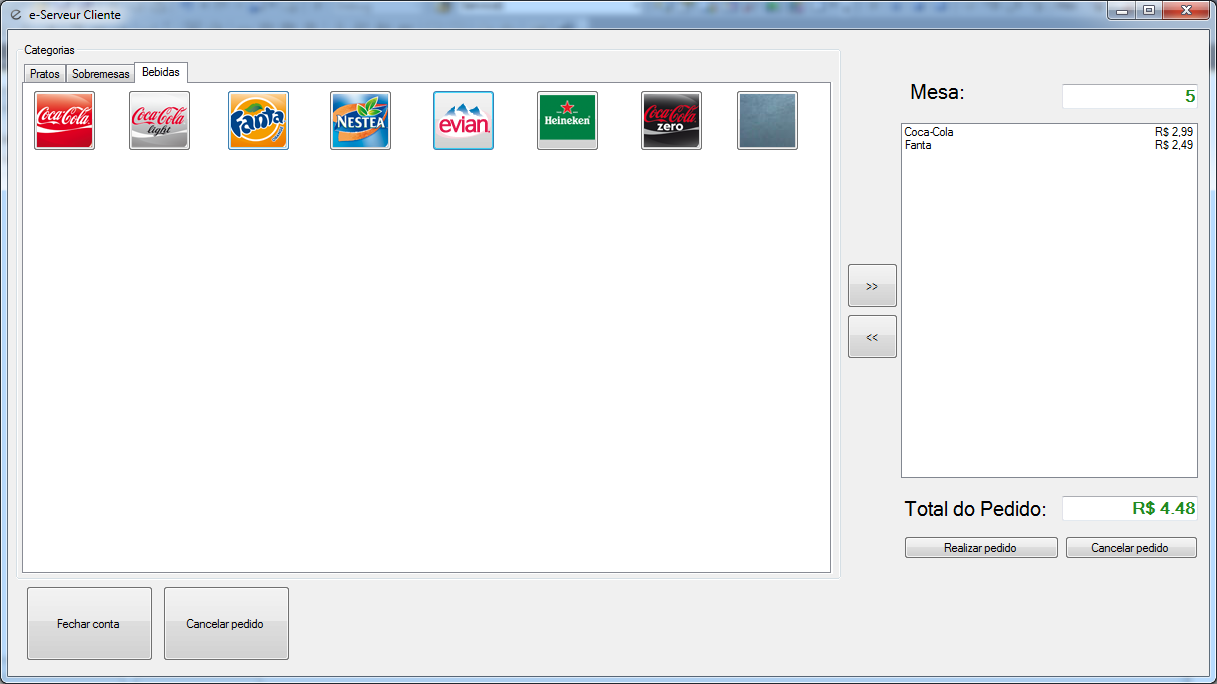 e-Serveur Cliente
Categorias
Pratos Sobremesas Bebidas
Coca-Cola
Coca-Cola light
Fanta
NESTEA
evian.
Heineken
Coca-Cola zero
Mesa: 5
Coca-Cola R$ 2,99
Fanta R$ 2,49
>>
<<
Total do Pedido: R$ 4.48
Realizar pedido Cancelar pedido
Fechar conta Cancelar pedido